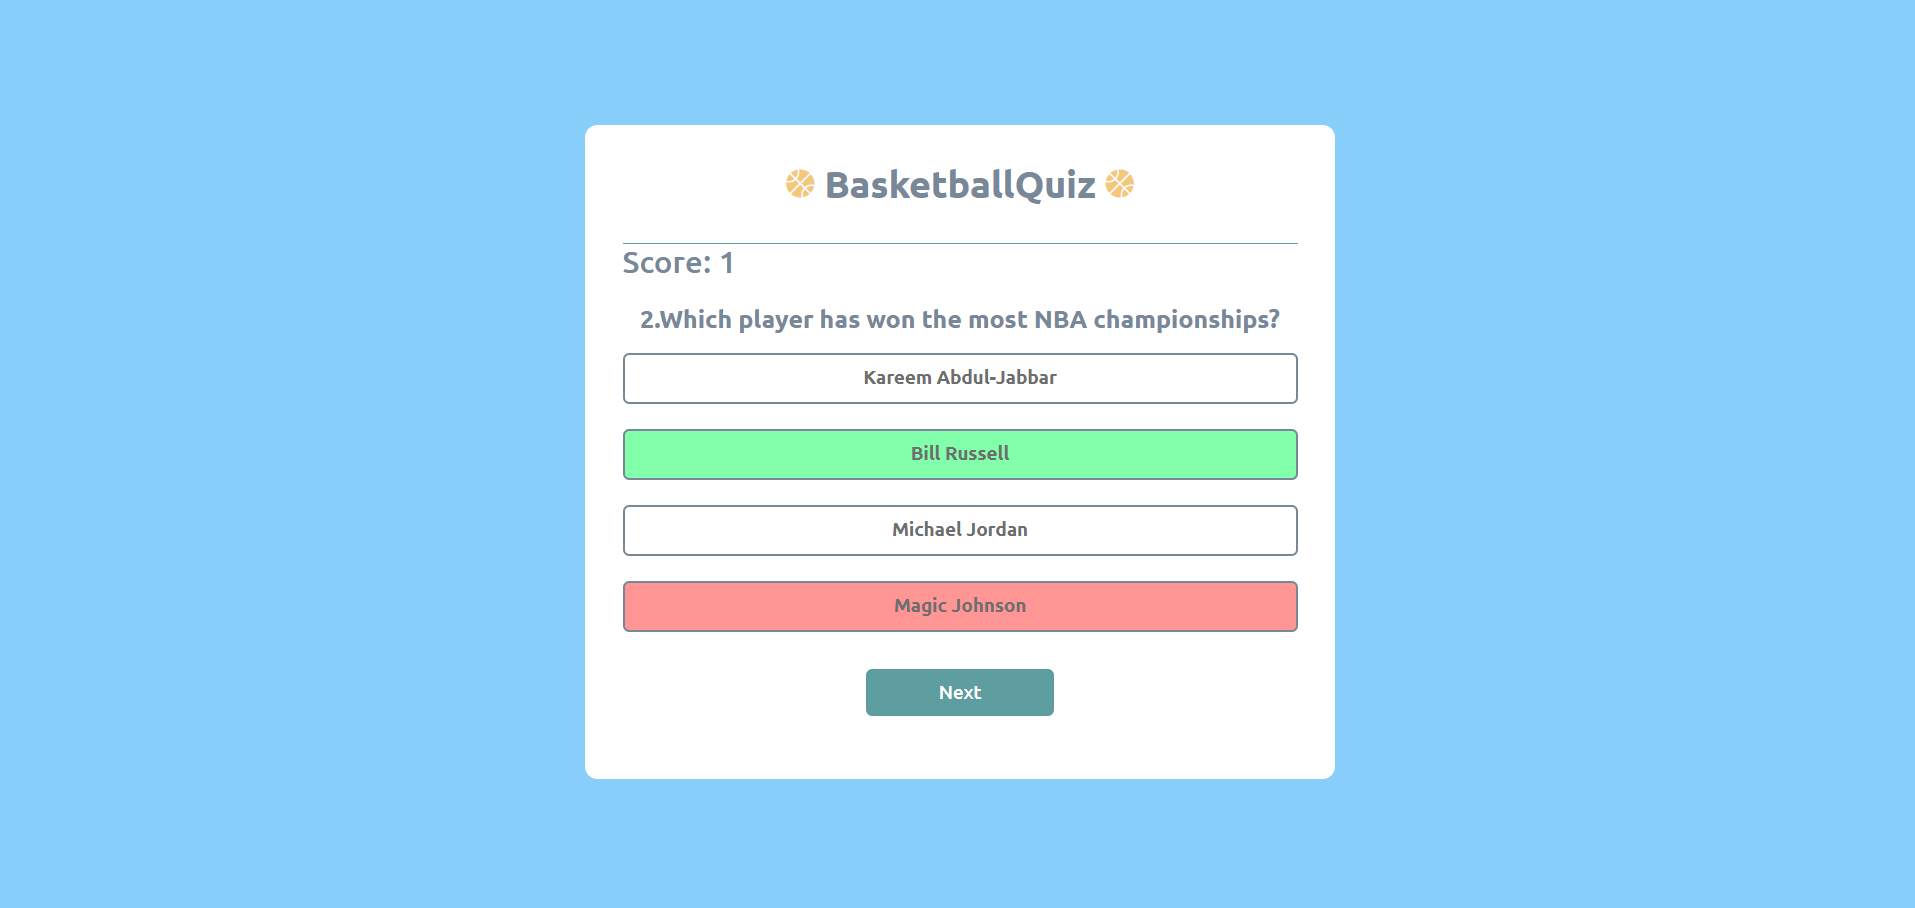 BasketballQuiz
Score: 1
2.Which player has won the most NBA championships?
Kareem Abdul-Jabbar
Bill Russell
Michael Jordan
Magic Johnson
Next